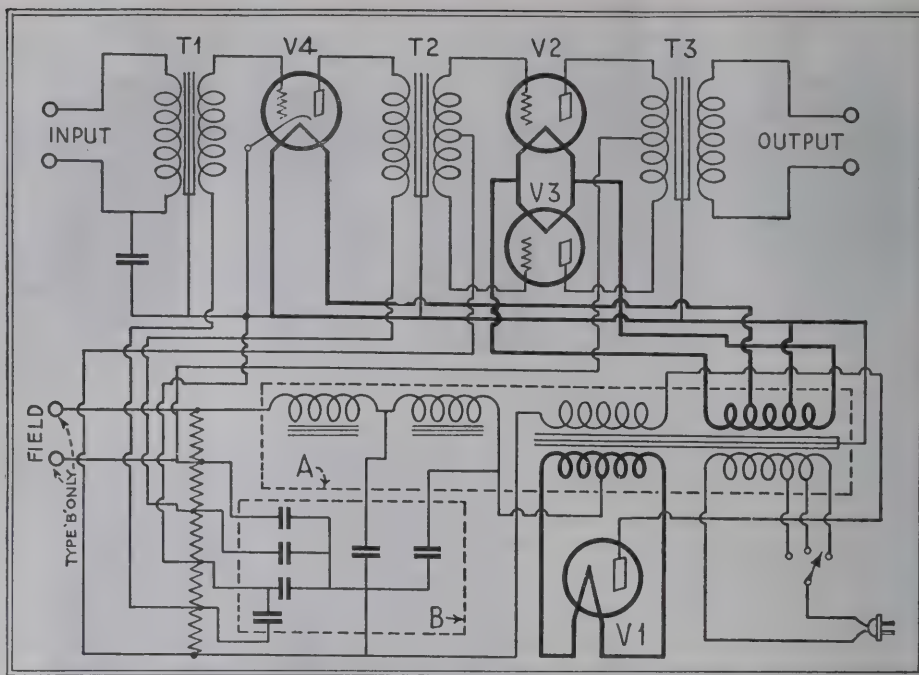 T1
V4
T2
V2
T3
INPUT
OUTPUT
V3
FIELD
TYPE 'B' ONLY
A
B
V1